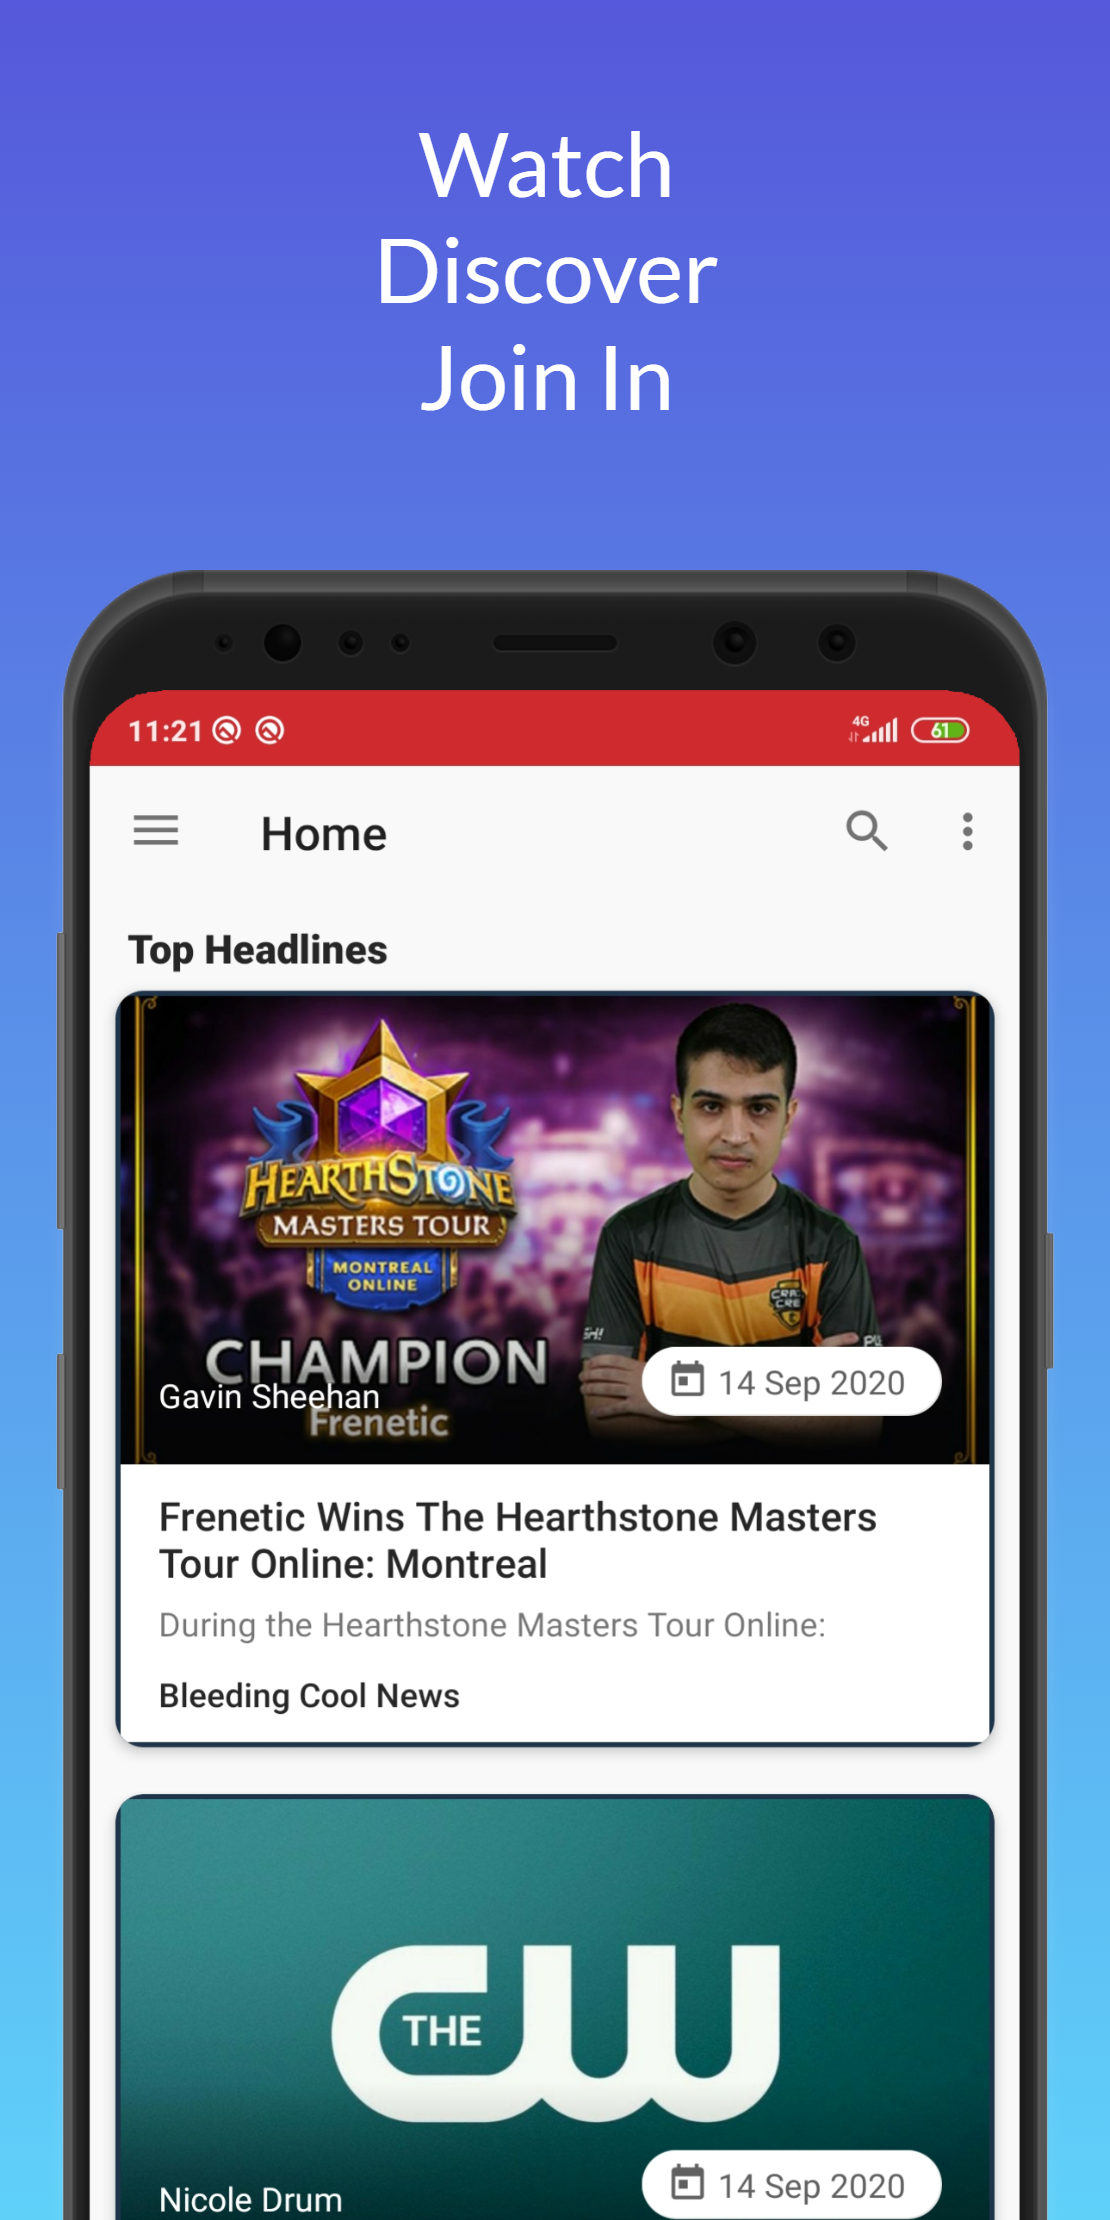 Watch
Discover
Join In
11:21
4G
61
Home
Top Headlines
HEARTHSTONE
MASTERS TOUR
MONTREAL
ONLINE
CHAMPION
Gavin Sheehan
Frenetic
14 Sep 2020
Frenetic Wins The Hearthstone Masters
Tour Online: Montreal
During the Hearthstone Masters Tour Online:
Bleeding Cool News
THE
CW
Nicole Drum
14 Sep 2020